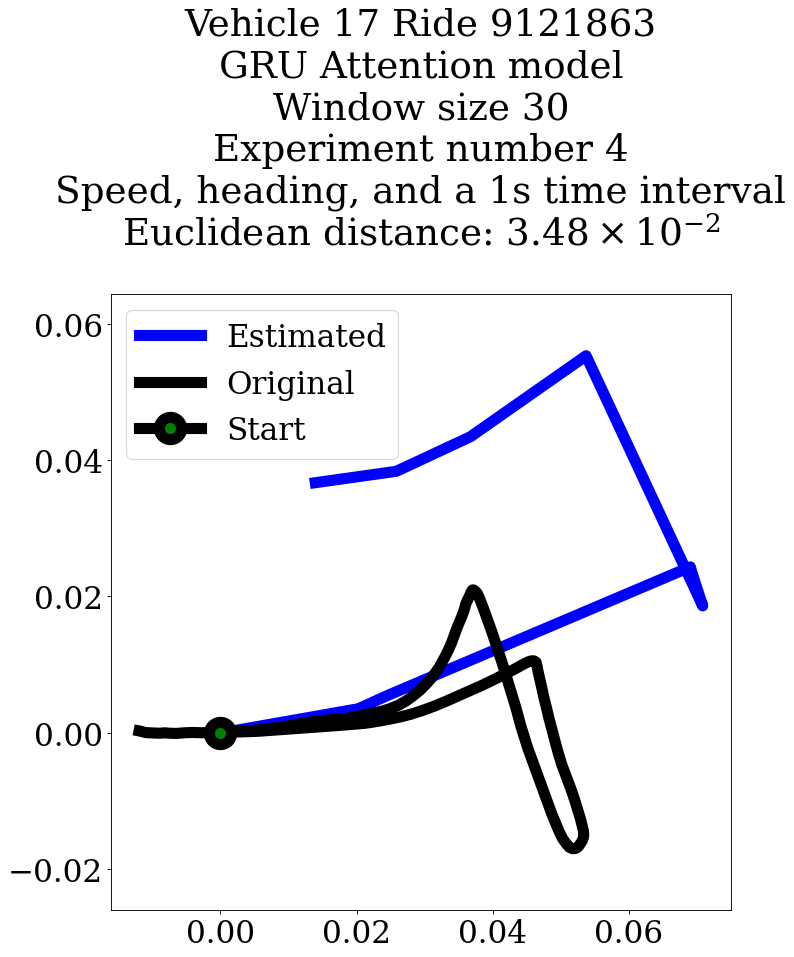 Vehicle 17 Ride 9121863
GRU Attention model
Window size 30
Experiment number 4
Speed, heading, and a 1s time interval
Euclidean distance: 3.48 × 10⁻²
Estimated
Original
Start
0.06
0.04
0.02
0.00
−0.02
0.00 0.02 0.04 0.06